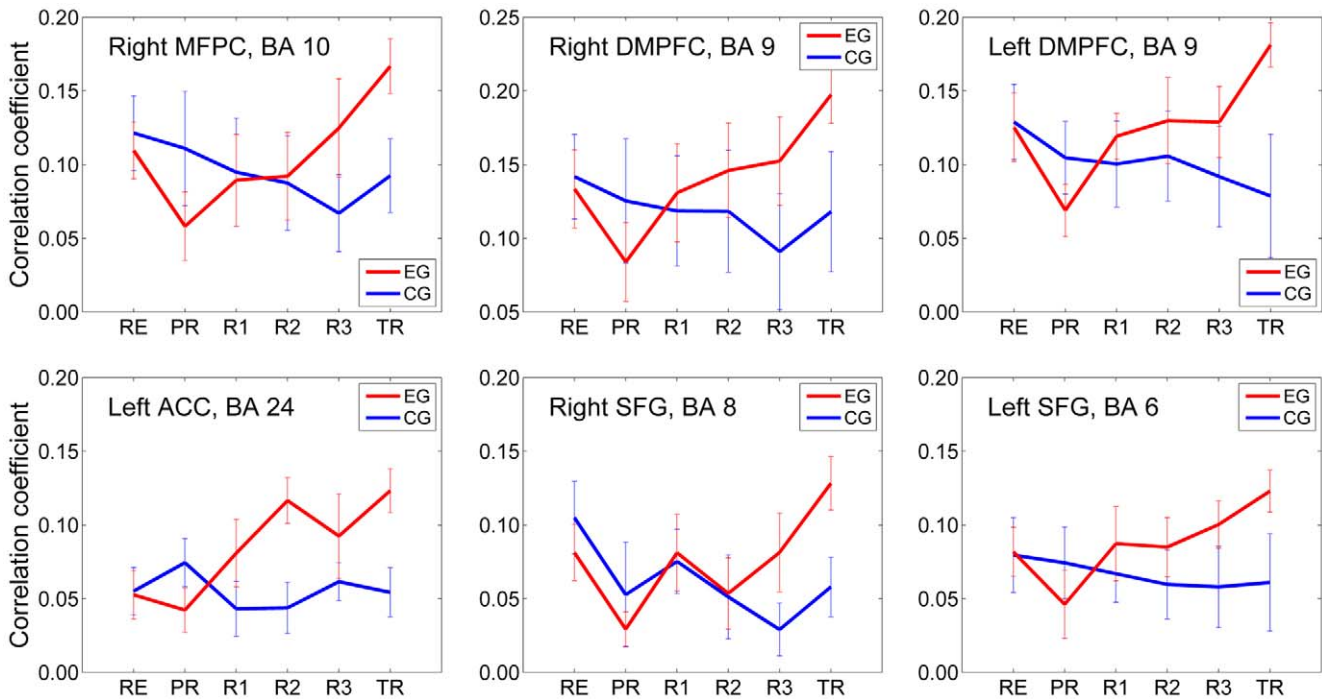 Correlation coefficient
0.20
0.15
0.10
0.05
0.00
Right MFPC, BA 10
EG
CG
RE PR R1 R2 R3 TR
0.25
0.20
0.15
0.10
0.05
Right DMPFC, BA 9
EG
CG
RE PR R1 R2 R3 TR
0.20
0.15
0.10
0.05
0.00
Left DMPFC, BA 9
EG
CG
RE PR R1 R2 R3 TR
Correlation coefficient
0.20
0.15
0.10
0.05
0.00
Left ACC, BA 24
EG
CG
RE PR R1 R2 R3 TR
0.20
0.15
0.10
0.05
0.00
Right SFG, BA 8
EG
CG
RE PR R1 R2 R3 TR
0.20
0.15
0.10
0.05
0.00
Left SFG, BA 6
EG
CG
RE PR R1 R2 R3 TR